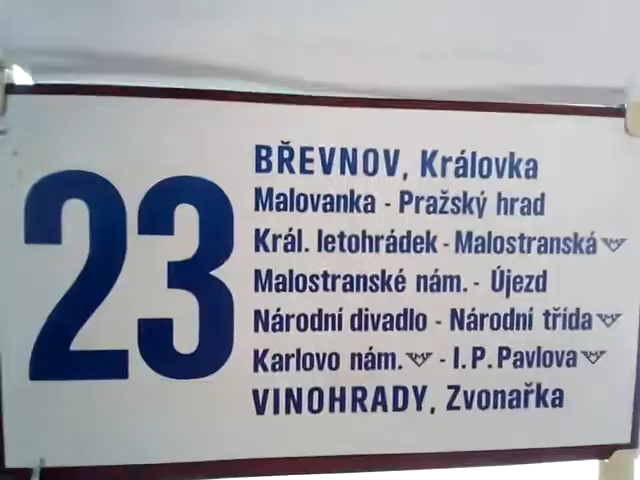 23
BŘEVNOV, Královka
Malovanka - Pražský hrad
Král. letohrádek - Malostranská
Malostranské nám. - Újezd
Národní divadlo - Národní třída
Karlovo nám. - I.P.Pavlova
VINOHRADY, Zvonařka